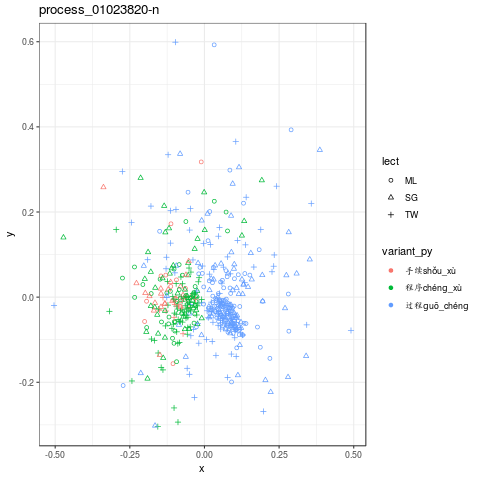 process_01023820-n
y
0.6
0.4
0.2
0.0
-0.2
-0.50
-0.25
0.00
0.25
0.50
x
lect
ML
SG
TW
variant_py
手续shǒu_xù
程序chéng_xù
过程guō_chéng